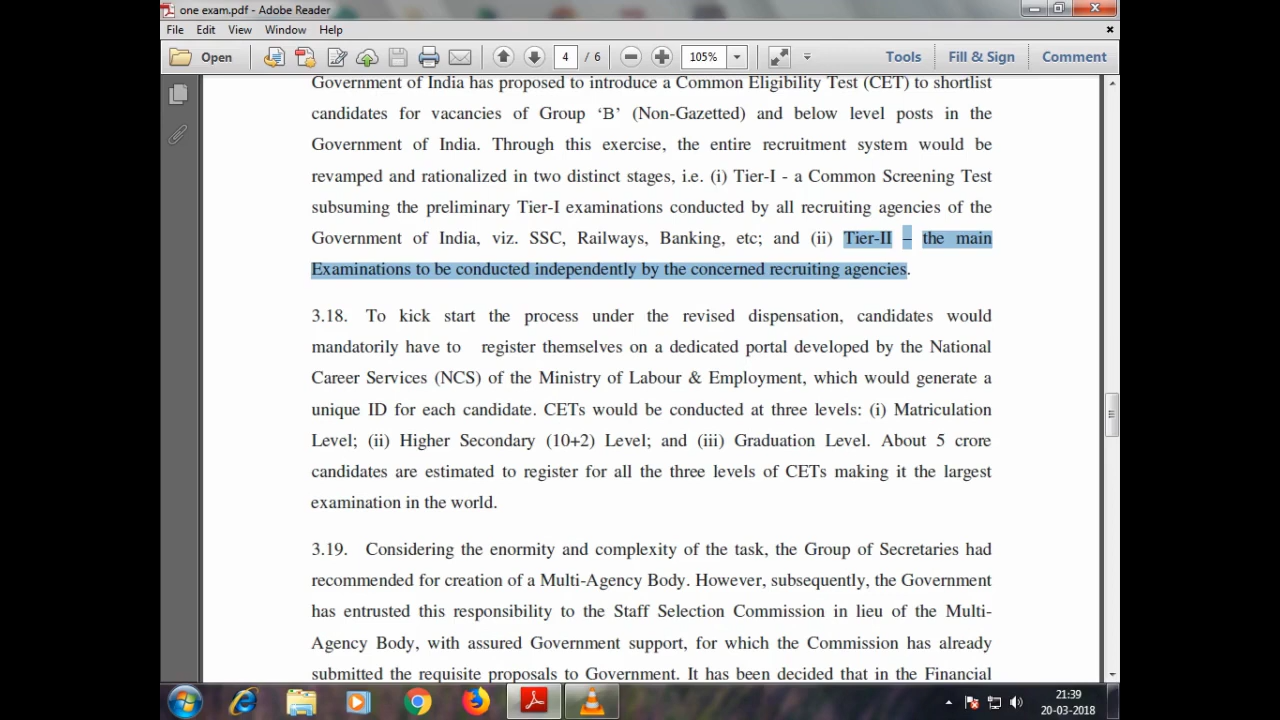 one exam.pdf - Adobe Reader
File Edit View Window Help
Open 4 / 6 105% Tools Fill & Sign Comment
Government of India has proposed to introduce a Common Eligibility Test (CET) to shortlist
candidates for vacancies of Group ‘B’ (Non-Gazetted) and below level posts in the
Government of India. Through this exercise, the entire recruitment system would be
revamped and rationalized in two distinct stages, i.e. (i) Tier-I - a Common Screening Test
subsuming the preliminary Tier-I examinations conducted by all recruiting agencies of the
Government of India, viz. SSC, Railways, Banking, etc; and (ii) Tier-II – the main
Examinations to be conducted independently by the concerned recruiting agencies.
3.18. To kick start the process under the revised dispensation, candidates would
mandatorily have to register themselves on a dedicated portal developed by the National
Career Services (NCS) of the Ministry of Labour & Employment, which would generate a
unique ID for each candidate. CETs would be conducted at three levels: (i) Matriculation
Level; (ii) Higher Secondary (10+2) Level; and (iii) Graduation Level. About 5 crore
candidates are estimated to register for all the three levels of CETs making it the largest
examination in the world.
3.19. Considering the enormity and complexity of the task, the Group of Secretaries had
recommended for creation of a Multi-Agency Body. However, subsequently, the Government
has entrusted this responsibility to the Staff Selection Commission in lieu of the Multi-
Agency Body, with assured Government support, for which the Commission has already
submitted the requisite proposals to Government. It has been decided that in the Financial
21:39
20-03-2018